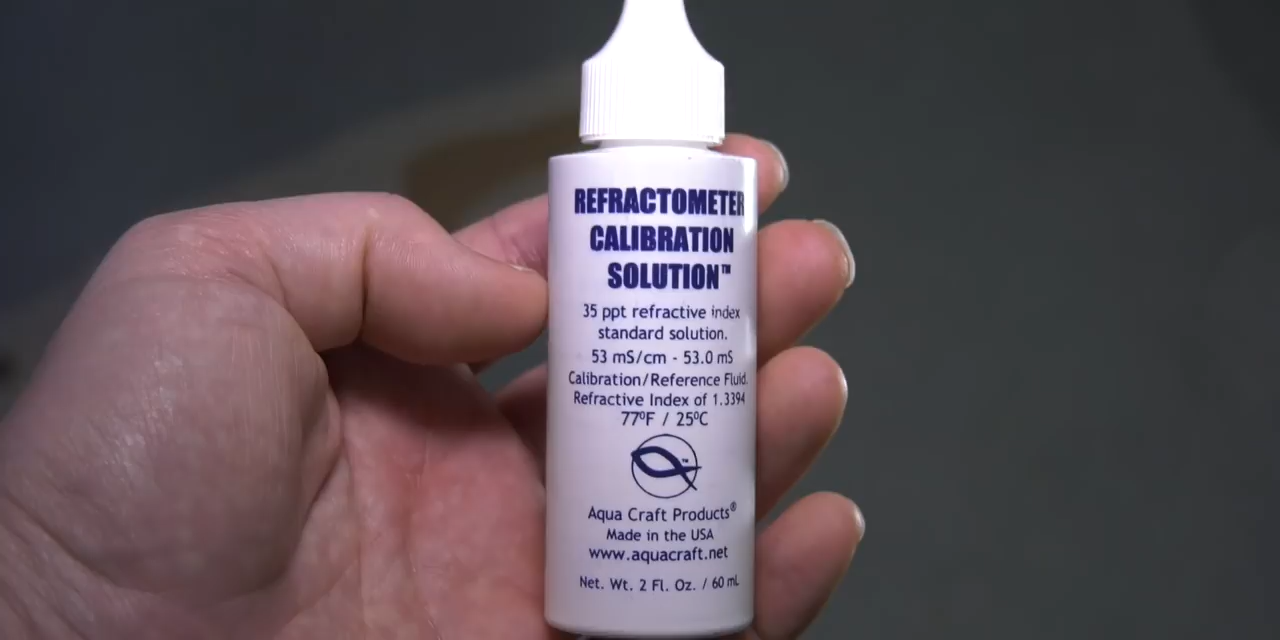 REFRACTOMETER
CALIBRATION
SOLUTION™
35 ppt refractive index
standard solution.
53 mS/cm - 53.0 mS
Calibration/Reference Fluid.
Refractive Index of 1.3394
77ºF / 25ºC
™
Aqua Craft Products®
Made in the USA
www.aquacraft.net
Net. Wt. 2 Fl. Oz. / 60 mL